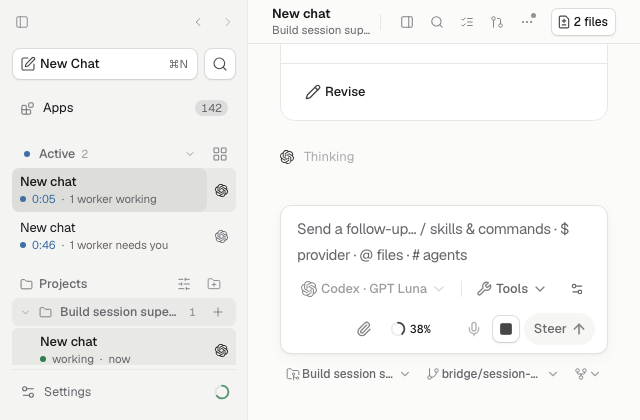 New Chat
⌘N
Apps
142
Active 2
New chat
0:05 · 1 worker working
New chat
0:46 · 1 worker needs you
Projects
Build session supe...
1
New chat
working · now
Settings
New chat
Build session sup...
2 files
Revise
Thinking
Send a follow-up... / skills & commands · $
provider · @ files · # agents
Codex · GPT Luna
Tools
38%
Steer
Build session s...
bridge/session-...